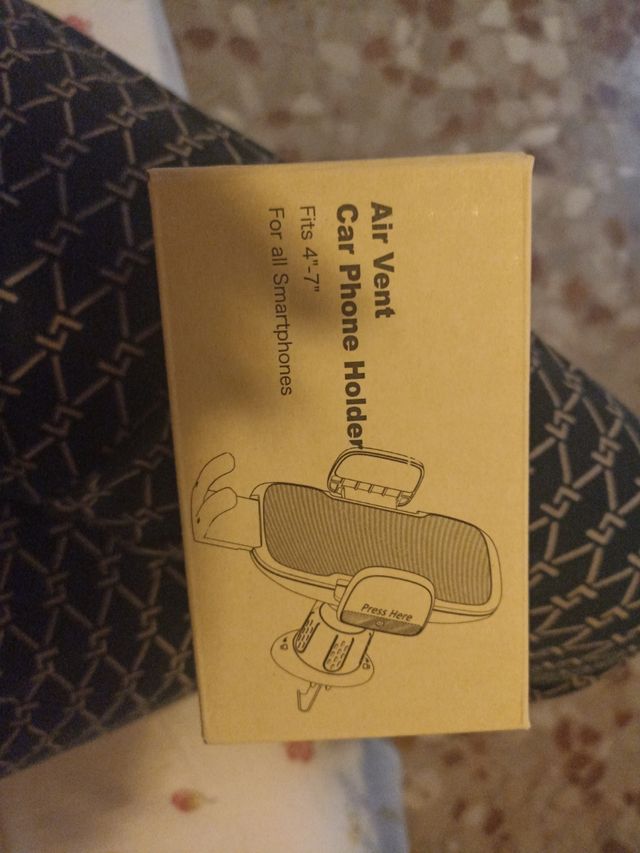 Air Vent
Car Phone Holder
Fits 4"-7"
For all Smartphones
Press Here